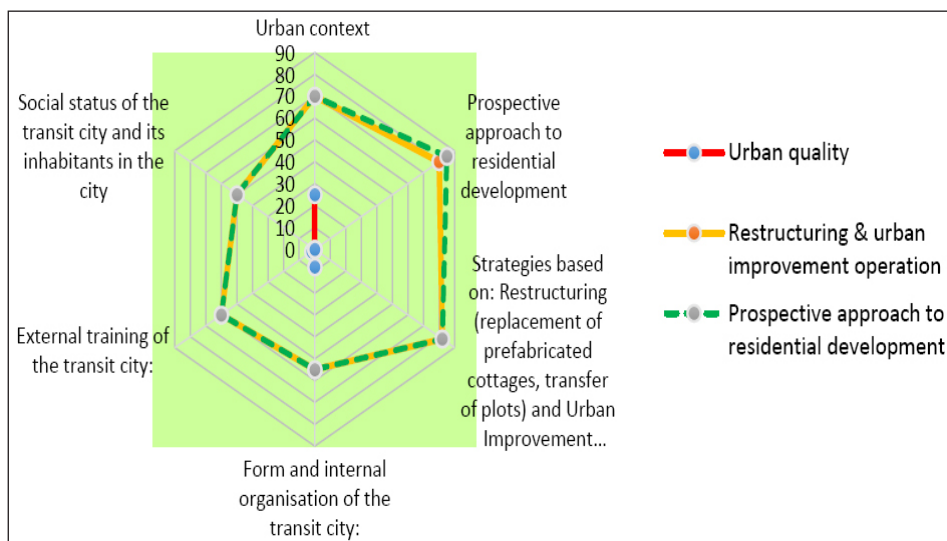 Urban context
90
80
70
60
50
40
30
20
10
0
Prospective
approach to
residential
development
Strategies based
on: Restructuring
(replacement of
prefabricated
cottages, transfer
of plots) and Urban
Improvement...
Form and internal
organisation of the
transit city:
External training of
the transit city:
Social status of the
transit city and its
inhabitants in the
city
Urban quality
Restructuring & urban
improvement operation
Prospective approach to
residential development